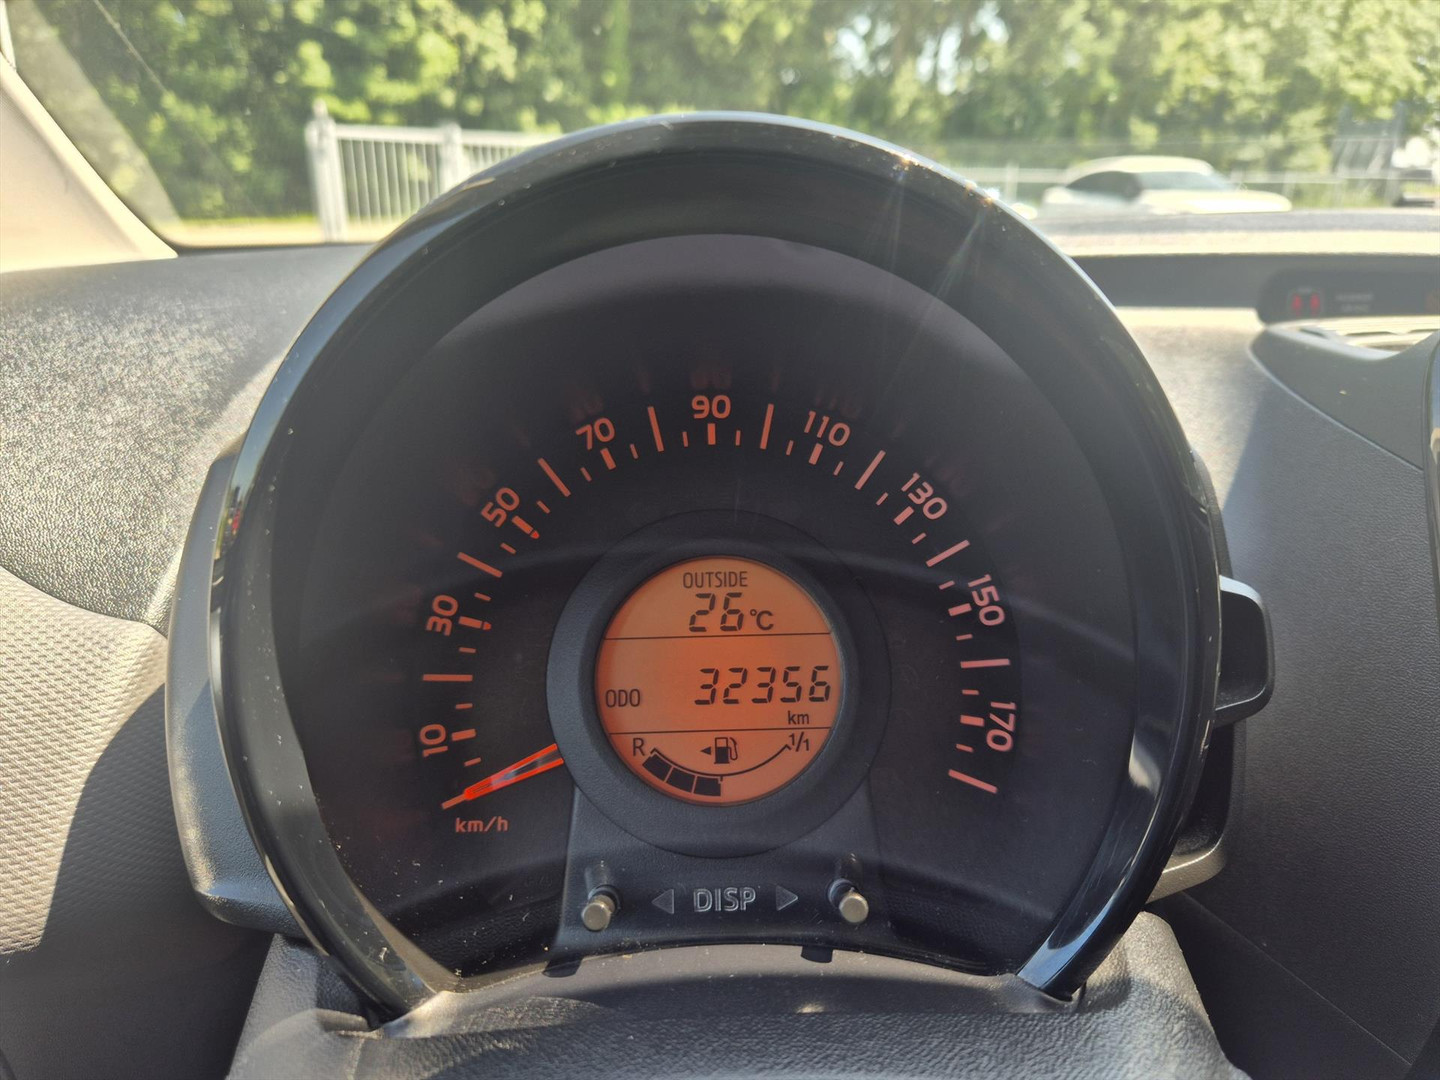 10
30
50
70
90
110
130
150
170
km/h
OUTSIDE
26°C
ODO 32356
km
R 1/1
DISP